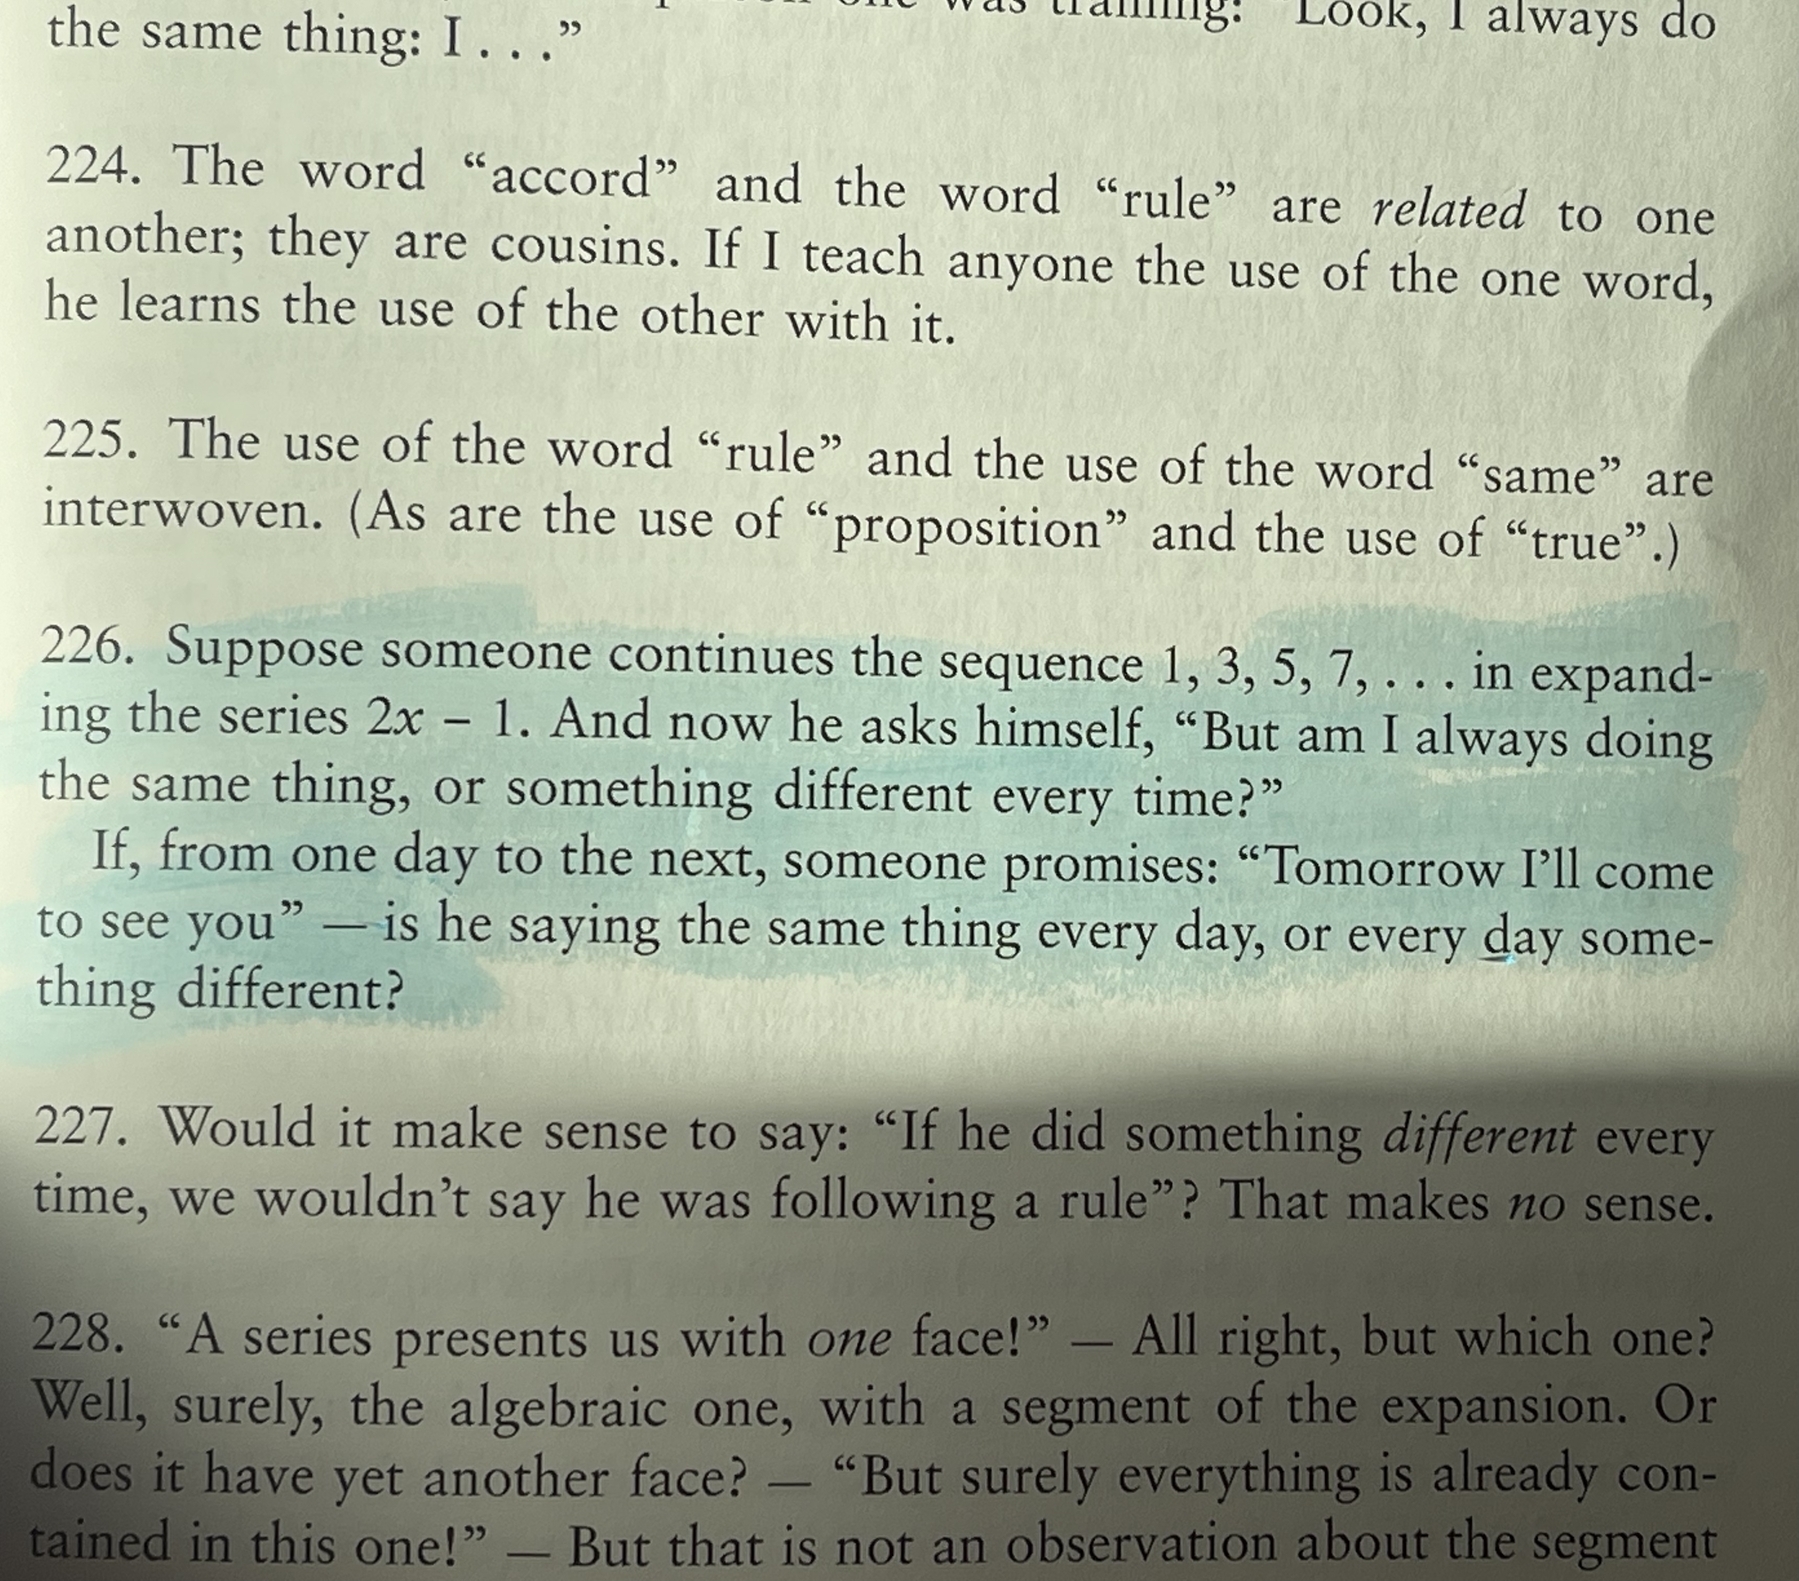 was training: “Look, I always do
the same thing: I . . .”
224. The word “accord” and the word “rule” are related to one
another; they are cousins. If I teach anyone the use of the one word,
he learns the use of the other with it.
225. The use of the word “rule” and the use of the word “same” are
interwoven. (As are the use of “proposition” and the use of “true”.)
226. Suppose someone continues the sequence 1, 3, 5, 7, . . . in expand-
ing the series 2x – 1. And now he asks himself, “But am I always doing
the same thing, or something different every time?”
If, from one day to the next, someone promises: “Tomorrow I’ll come
to see you” — is he saying the same thing every day, or every day some-
thing different?
227. Would it make sense to say: “If he did something different every
time, we wouldn’t say he was following a rule”? That makes no sense.
228. “A series presents us with one face!” — All right, but which one?
Well, surely, the algebraic one, with a segment of the expansion. Or
does it have yet another face? — “But surely everything is already con-
tained in this one!” — But that is not an observation about the segment